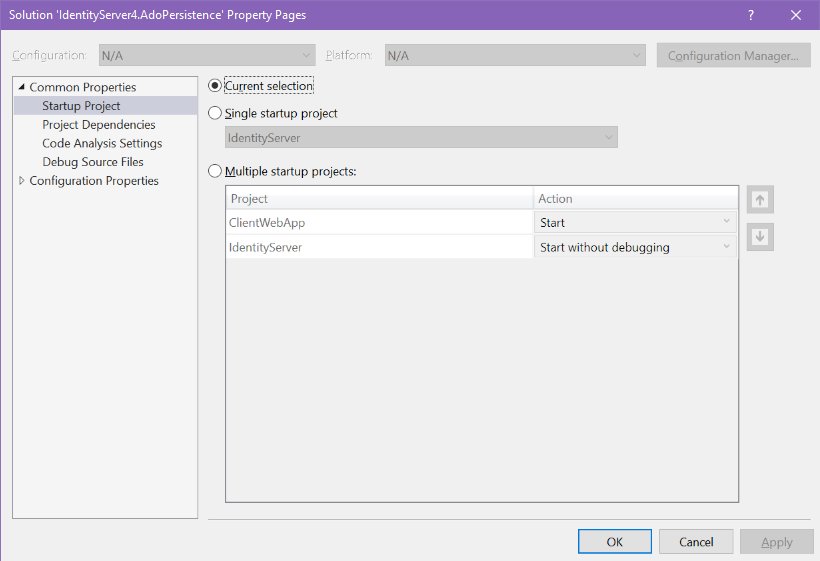 Solution 'IdentityServer4.AdoPersistence' Property Pages ?
Configuration: N/A Platform: N/A Configuration Manager...
Common Properties
Startup Project
Project Dependencies
Code Analysis Settings
Debug Source Files
Configuration Properties
Current selection
Single startup project
IdentityServer
Multiple startup projects:
Project Action
ClientWebApp Start
IdentityServer Start without debugging
OK Cancel Apply